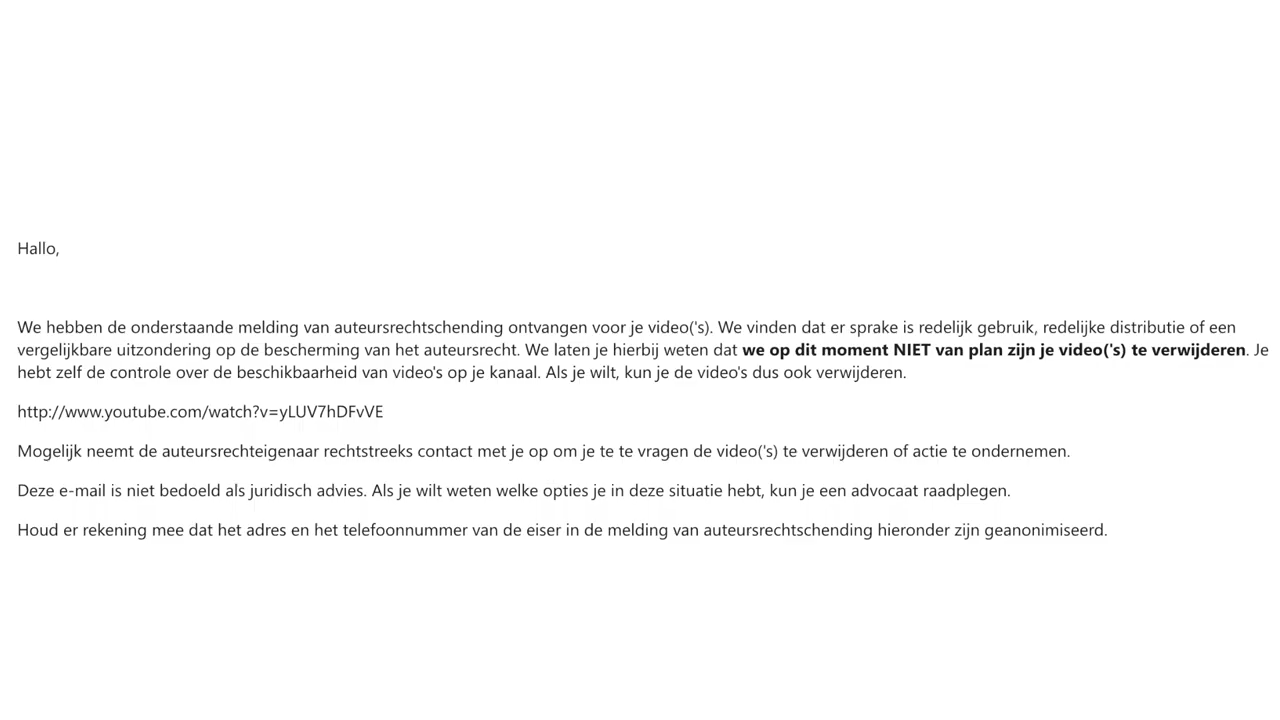 Hallo,
We hebben de onderstaande melding van auteursrechtschending ontvangen voor je video('s). We vinden dat er sprake is redelijk gebruik, redelijke distributie of een
vergelijkbare uitzondering op de bescherming van het auteursrecht. We laten je hierbij weten dat we op dit moment NIET van plan zijn je video('s) te verwijderen. Je
hebt zelf de controle over de beschikbaarheid van video's op je kanaal. Als je wilt, kun je de video's dus ook verwijderen.
http://www.youtube.com/watch?v=yLUV7hDFvVE
Mogelijk neemt de auteursrechteigenaar rechtstreeks contact met je op om je te te vragen de video('s) te verwijderen of actie te ondernemen.
Deze e-mail is niet bedoeld als juridisch advies. Als je wilt weten welke opties je in deze situatie hebt, kun je een advocaat raadplegen.
Houd er rekening mee dat het adres en het telefoonnummer van de eiser in de melding van auteursrechtschending hieronder zijn geanonimiseerd.